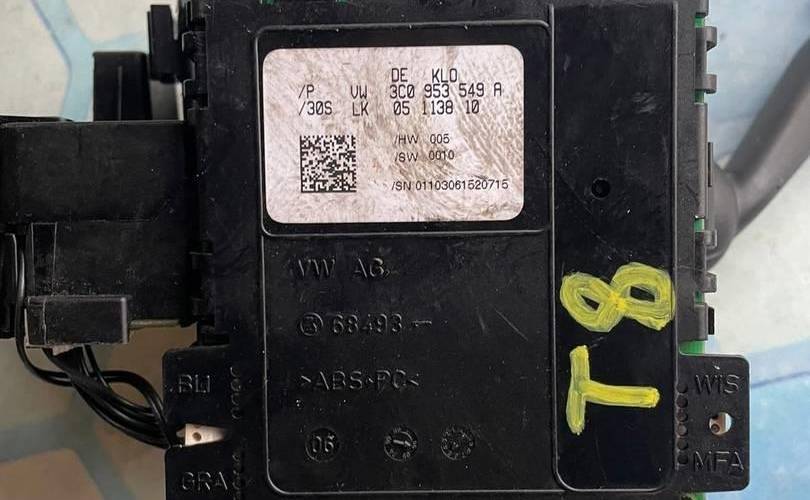 DE KLO
/P VW 3C0 953 549 A
/30S LK 05 1138 10
/HW 005
/SW 0010
/SN 01103061520715
VW AG
68493
>ABS+PC<
06
BLI
GRA
T8
WIS
MFA